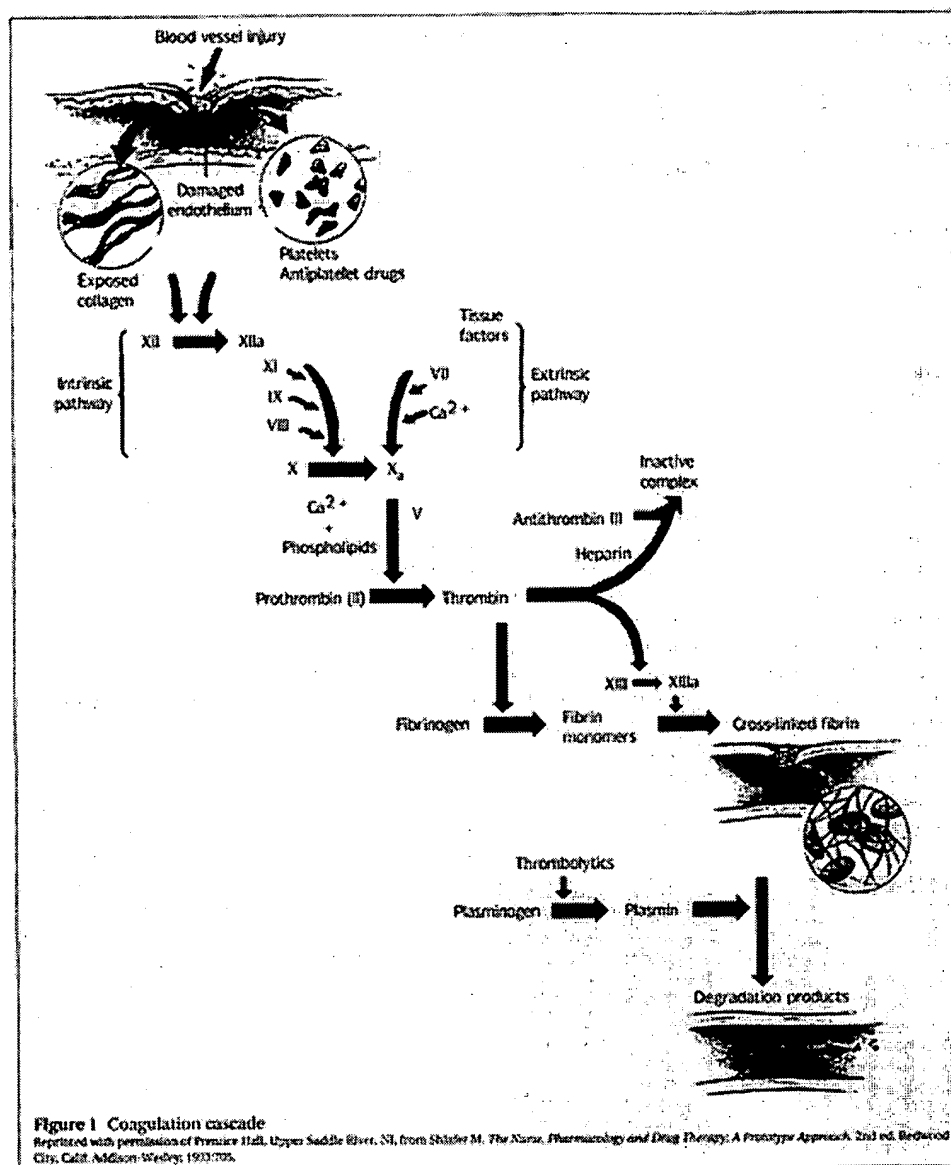 Blood vessel injury
Damaged
endothelium
Platelets
Antiplatelet drugs
Exposed
collagen
XII
XIIa
Tissue
factors
Intrinsic
pathway
XI
IX
VIII
VII
Ca2+
Extrinsic
pathway
X
Xa
Ca2+
+
Phospholipids
V
Inactive
complex
Antithrombin III
Heparin
Prothrombin (II)
Thrombin
XIII
XIIIa
Fibrinogen
Fibrin
monomers
Cross-linked fibrin
Thrombolytics
Plasminogen
Plasmin
Degradation products
Figure 1 Coagulation cascade
Reprinted with permission of Prentice Hall, Upper Saddle River, NJ, from M. The Nurse, Pharmacology and Drug Therapy: A Prototype Approach. 2nd ed. Redwood
City, Calif: Addison-Wesley;